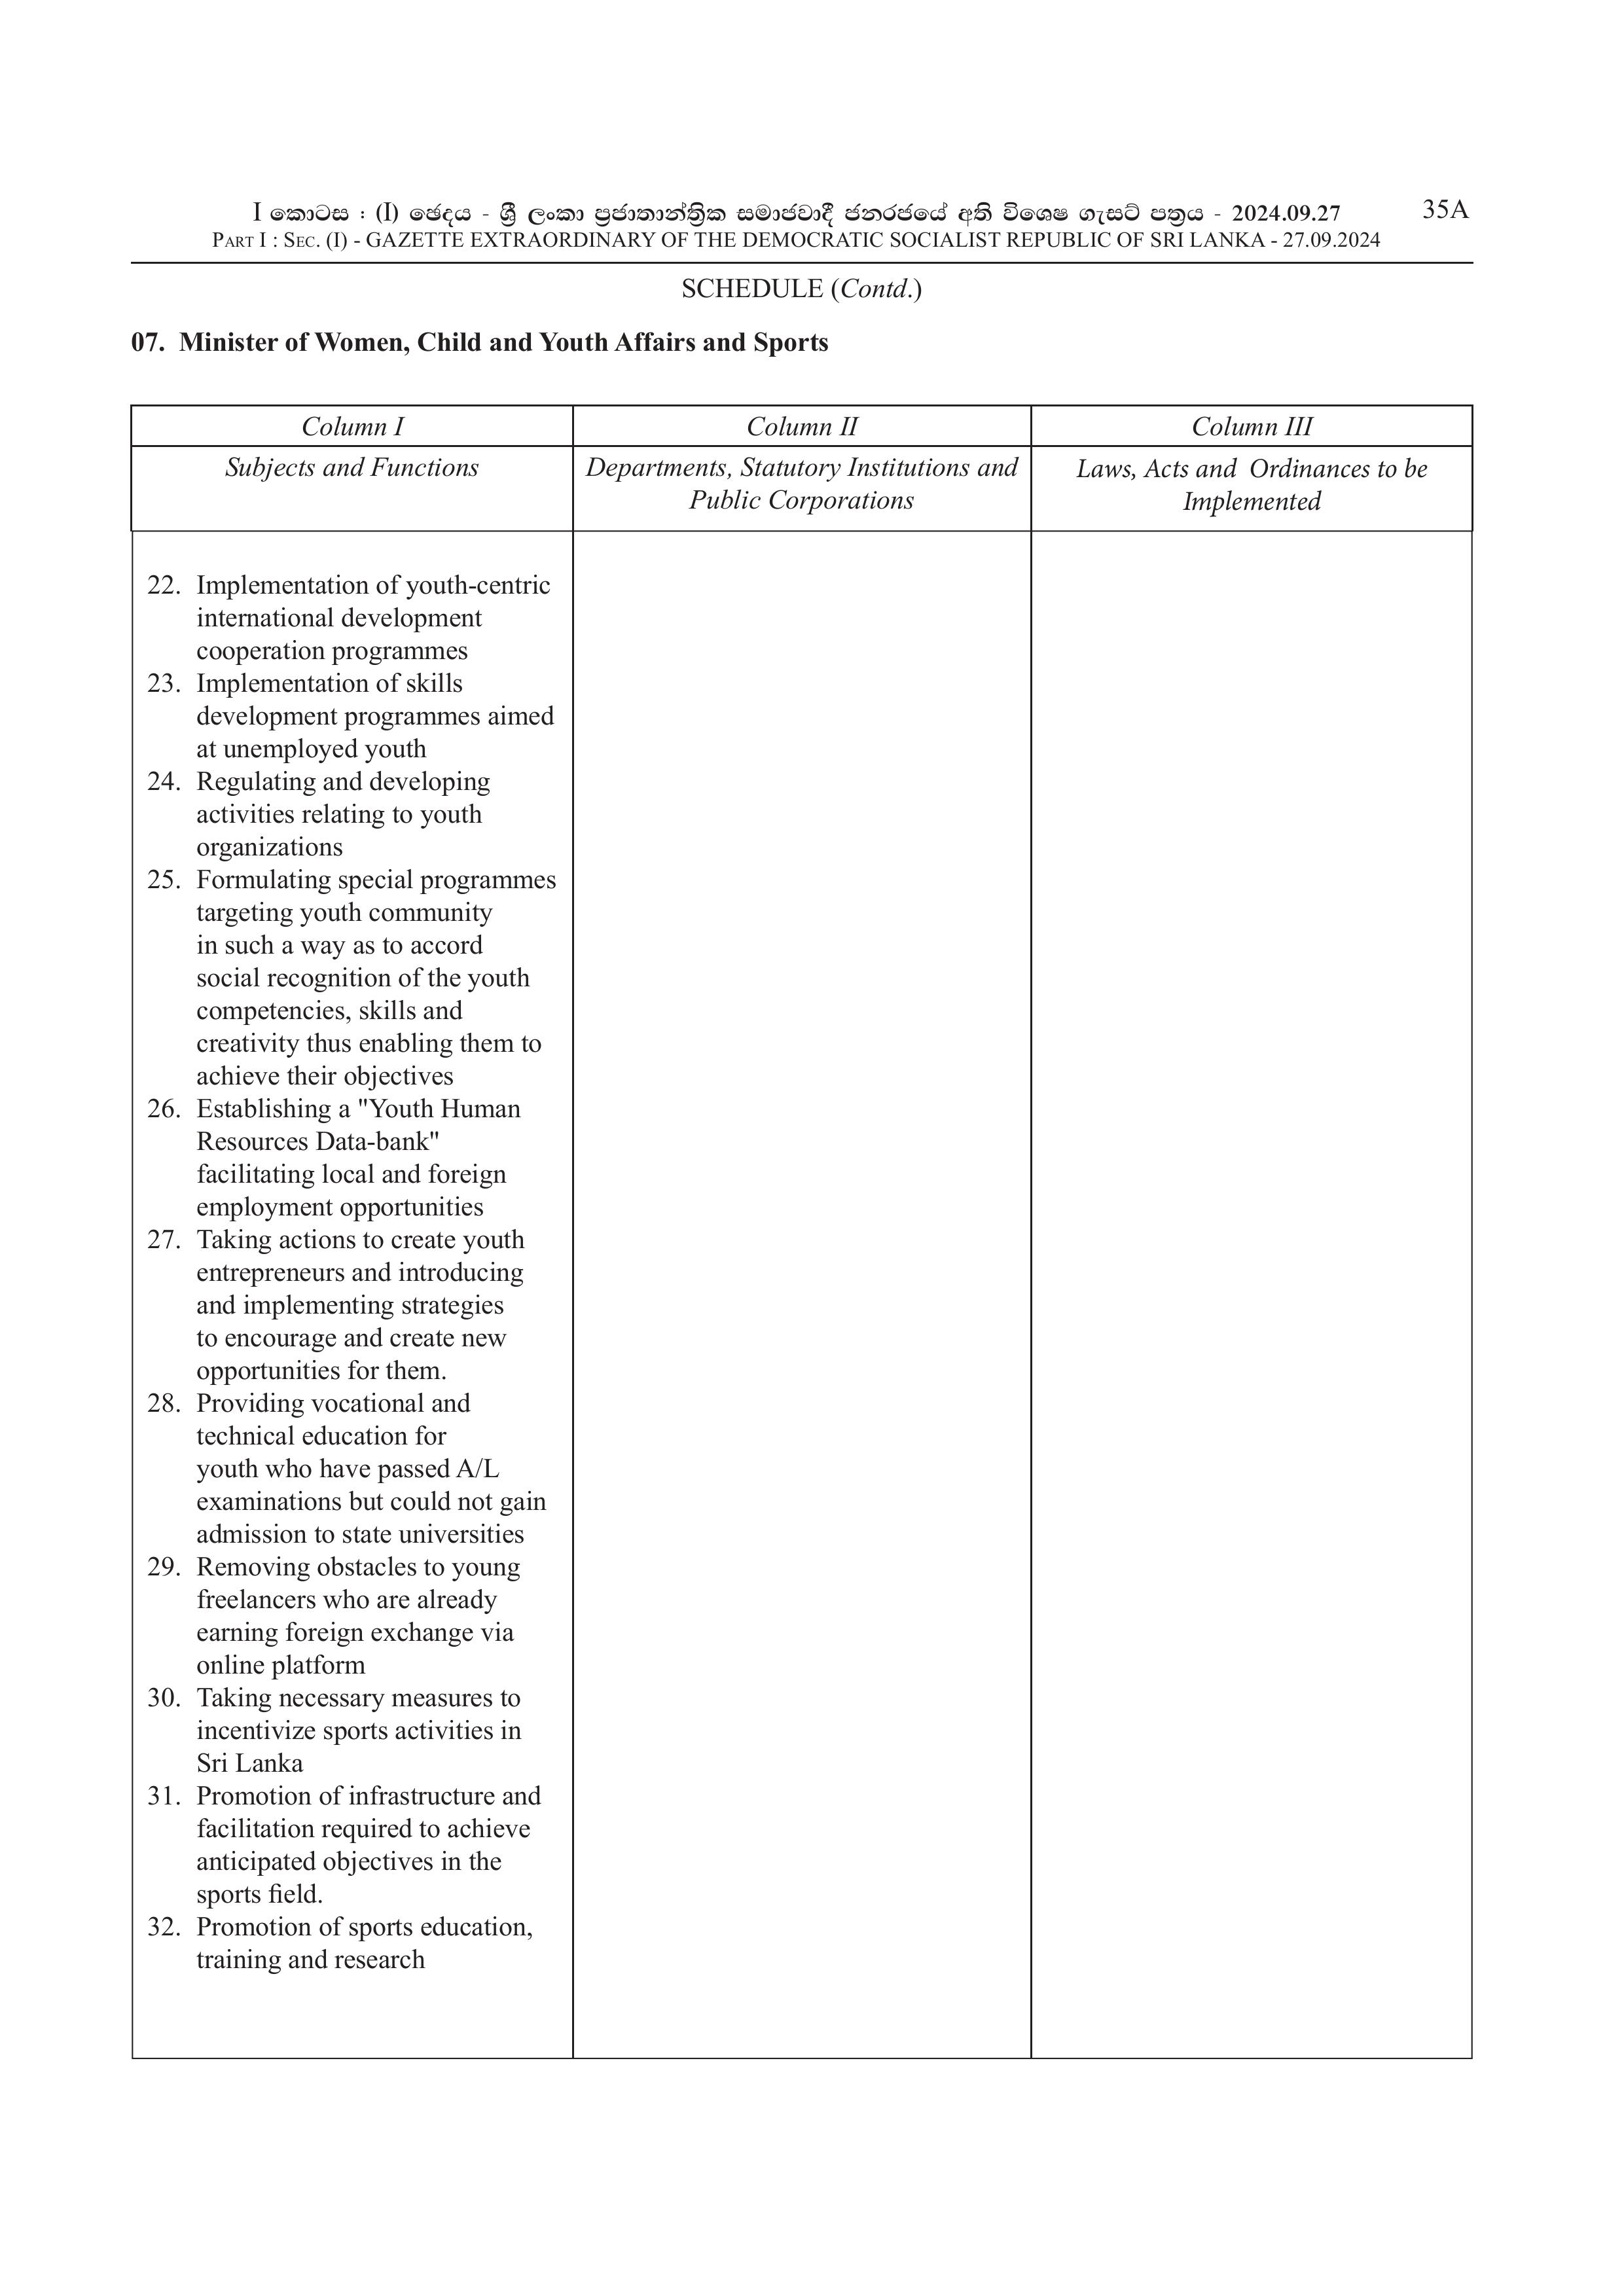 I කොටස : (I) ඡෙදය - ශ්‍රී ලංකා ප්‍රජාතාන්ත්‍රික සමාජවාදී ජනරජයේ අති විශෙෂ ගැසට් පත්‍රය - 2024.09.27 35A
PART I : SEC. (I) - GAZETTE EXTRAORDINARY OF THE DEMOCRATIC SOCIALIST REPUBLIC OF SRI LANKA - 27.09.2024
SCHEDULE (Contd.)
07. Minister of Women, Child and Youth Affairs and Sports
Column I Column II Column III
Subjects and Functions
Departments, Statutory Institutions and
Public Corporations
Laws, Acts and Ordinances to be
Implemented
22. Implementation of youth-centric
international development
cooperation programmes
23. Implementation of skills
development programmes aimed
at unemployed youth
24. Regulating and developing
activities relating to youth
organizations
25. Formulating special programmes
targeting youth community
in such a way as to accord
social recognition of the youth
competencies, skills and
creativity thus enabling them to
achieve their objectives
26. Establishing a "Youth Human
Resources Data-bank"
facilitating local and foreign
employment opportunities
27. Taking actions to create youth
entrepreneurs and introducing
and implementing strategies
to encourage and create new
opportunities for them.
28. Providing vocational and
technical education for
youth who have passed A/L
examinations but could not gain
admission to state universities
29. Removing obstacles to young
freelancers who are already
earning foreign exchange via
online platform
30. Taking necessary measures to
incentivize sports activities in
Sri Lanka
31. Promotion of infrastructure and
facilitation required to achieve
anticipated objectives in the
sports field.
32. Promotion of sports education,
training and research